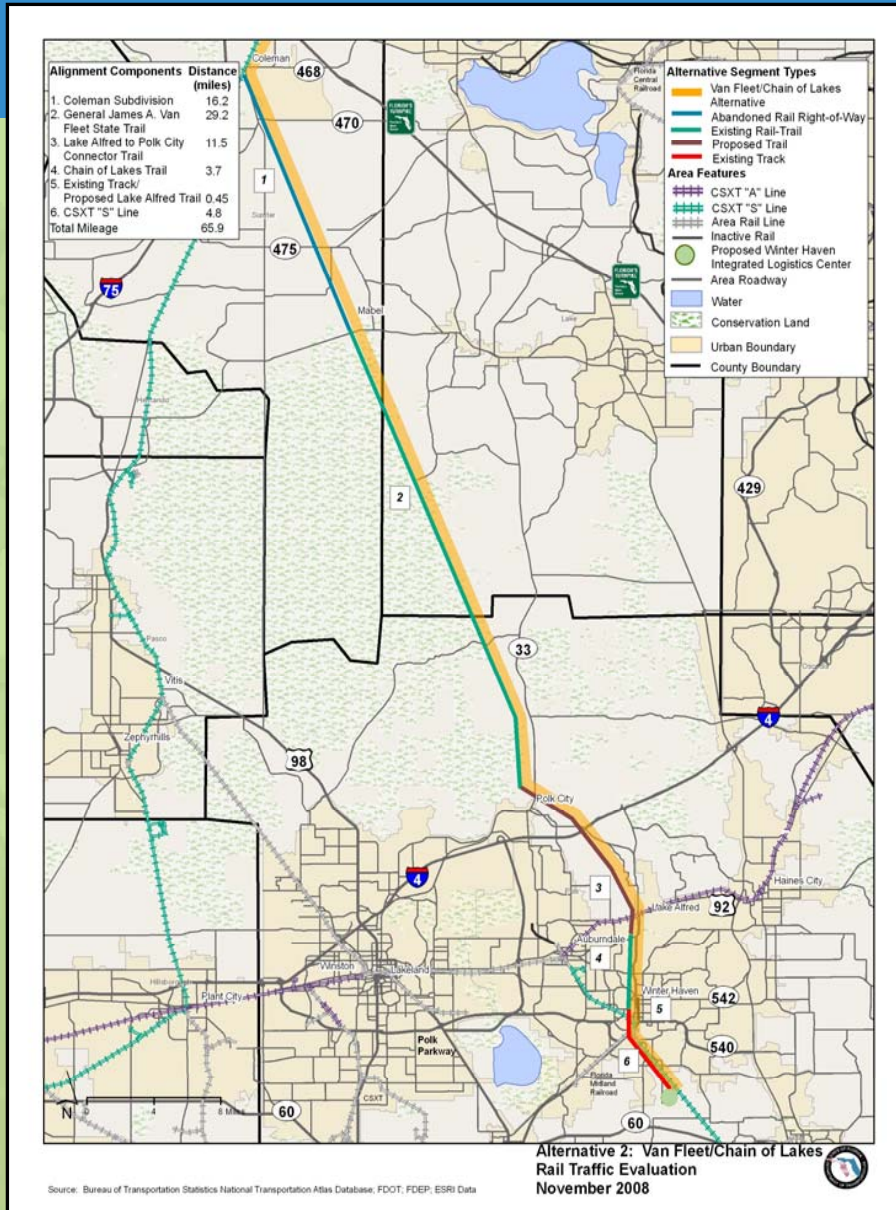 Alignment Components Distance
(miles)
1. Coleman Subdivision 16.2
2. General James A. Van 29.2
Fleet State Trail
3. Lake Alfred to Polk City 11.5
Connector Trail
4. Chain of Lakes Trail 3.7
5. Existing Track/
Proposed Lake Alfred Trail 0.45
6. CSXT "S" Line 4.8
Total Mileage 65.9
Alternative Segment Types
Van Fleet/Chain of Lakes
Alternative
Abandoned Rail Right-of-Way
Existing Rail-Trail
Proposed Trail
Existing Track
Area Features
CSXT "A" Line
CSXT "S" Line
Area Rail Line
Inactive Rail
Proposed Winter Haven
Integrated Logistics Center
Area Roadway
Water
Conservation Land
Urban Boundary
County Boundary
Coleman
468
Florida
Central
Railroad
470
1
Sumter
475
75
Mabel
Lake
Hernando
2
429
33
Pasco
Vitis
Zephyrhills
98
4
Polk City
4
3
Haines City
Lake Alfred
92
Auburndale
4
Winston
Lakeland
Hillsborough
Plant City
Winter Haven
5
542
Polk
Parkway
540
6
Florida
Midland
Railroad
CSXT
N
0 4 8 Miles
60
60
Alternative 2: Van Fleet/Chain of Lakes
Rail Traffic Evaluation
November 2008
Source: Bureau of Transportation Statistics National Transportation Atlas Database; FDOT; FDEP; ESRI Data